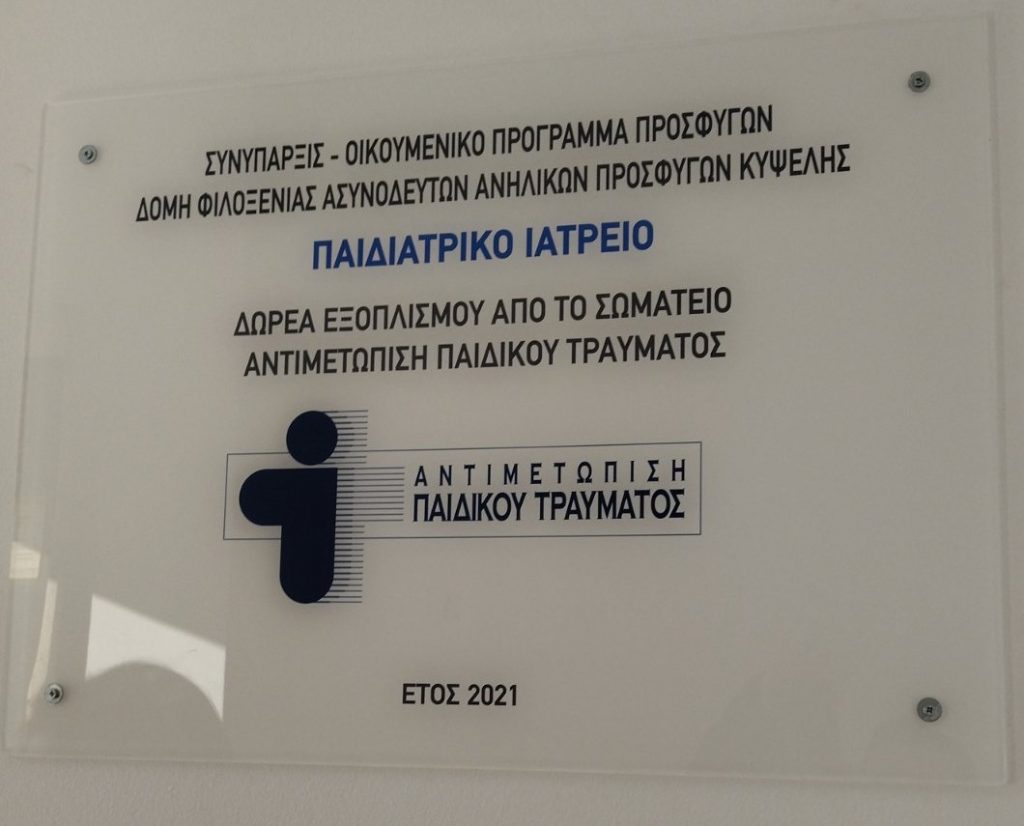 ΣΥΝΥΠΑΡΞΙΣ - ΟΙΚΟΥΜΕΝΙΚΟ ΠΡΟΓΡΑΜΜΑ ΠΡΟΣΦΥΓΩΝ
ΔΟΜΗ ΦΙΛΟΞΕΝΙΑΣ ΑΣΥΝΟΔΕΥΤΩΝ ΑΝΗΛΙΚΩΝ ΠΡΟΣΦΥΓΩΝ ΚΥΨΕΛΗΣ
ΠΑΙΔΙΑΤΡΙΚΟ ΙΑΤΡΕΙΟ
ΔΩΡΕΑ ΕΞΟΠΛΙΣΜΟΥ ΑΠΟ ΤΟ ΣΩΜΑΤΕΙΟ
ΑΝΤΙΜΕΤΩΠΙΣΗ ΠΑΙΔΙΚΟΥ ΤΡΑΥΜΑΤΟΣ
ΑΝΤΙΜΕΤΩΠΙΣΗ
ΠΑΙΔΙΚΟΥ ΤΡΑΥΜΑΤΟΣ
ΕΤΟΣ 2021